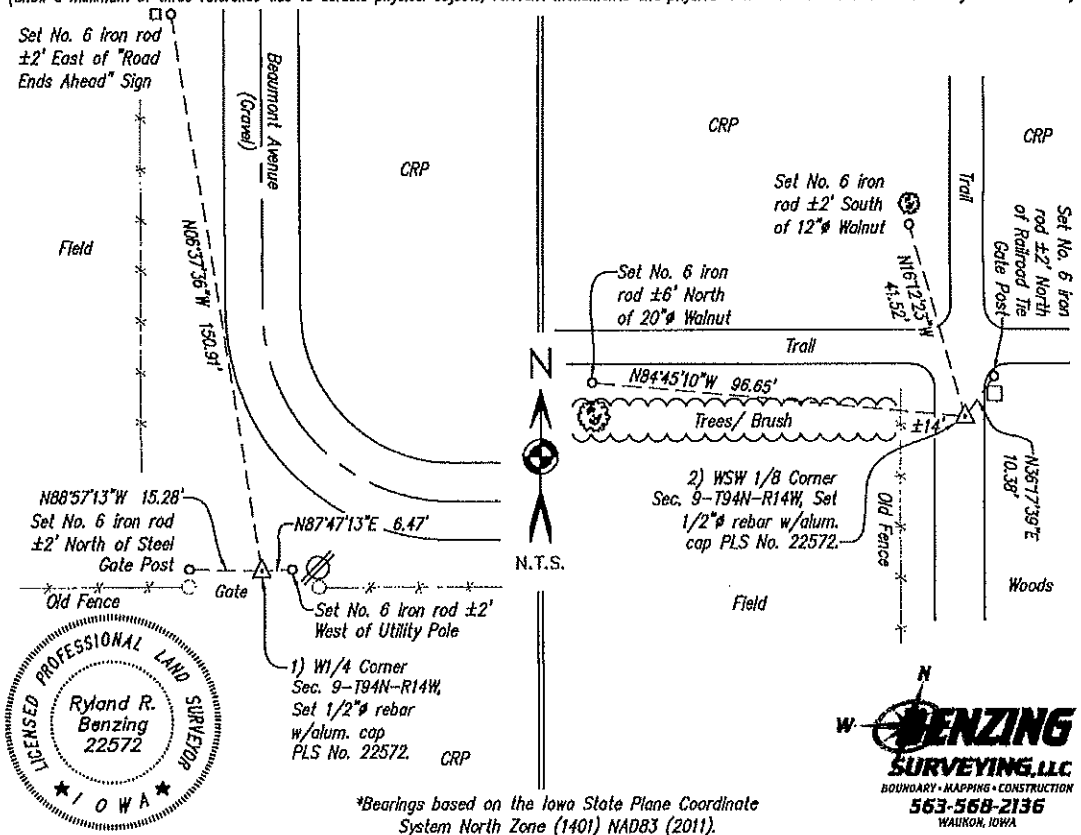 Set No. 6 iron rod
±2' East of "Road
Ends Ahead" Sign
Beaumont Avenue
(Gravel)
CRP
Field
N06°37'36"W 150.91'
N88°57'13"W 15.28'
Set No. 6 iron rod
±2' North of Steel
Gate Post
N87°47'13"E 6.47'
Old Fence
Gate
Set No. 6 iron rod ±2'
West of Utility Pole
1) W1/4 Corner
Sec. 9-T94N-R14W,
Set 1/2"ø rebar
w/alum. cap
PLS No. 22572.
CRP
LICENSED PROFESSIONAL LAND SURVEYOR
Ryland R.
Benzing
22572
★ IOWA ★
N
N.T.S.
CRP
CRP
Trail
Set No. 6 iron
rod ±2' South
of 12"ø Walnut
Set No. 6 iron
rod ±2' North
of Railroad Tie
Gate Post
N16°12'23"W
41.52'
Set No. 6 iron
rod ±6' North
of 20"ø Walnut
Trail
N84°45'10"W 96.65'
Trees/ Brush
±14'
N36°17'39"E
10.38'
2) WSW 1/8 Corner
Sec. 9-T94N-R14W, Set
1/2"ø rebar w/alum.
cap PLS No. 22572.
Old Fence
Field
Woods
N
W
BENZING
SURVEYING, LLC
BOUNDARY • MAPPING • CONSTRUCTION
563-568-2136
WAUKON, IOWA
*Bearings based on the Iowa State Plane Coordinate
System North Zone (1401) NAD83 (2011).